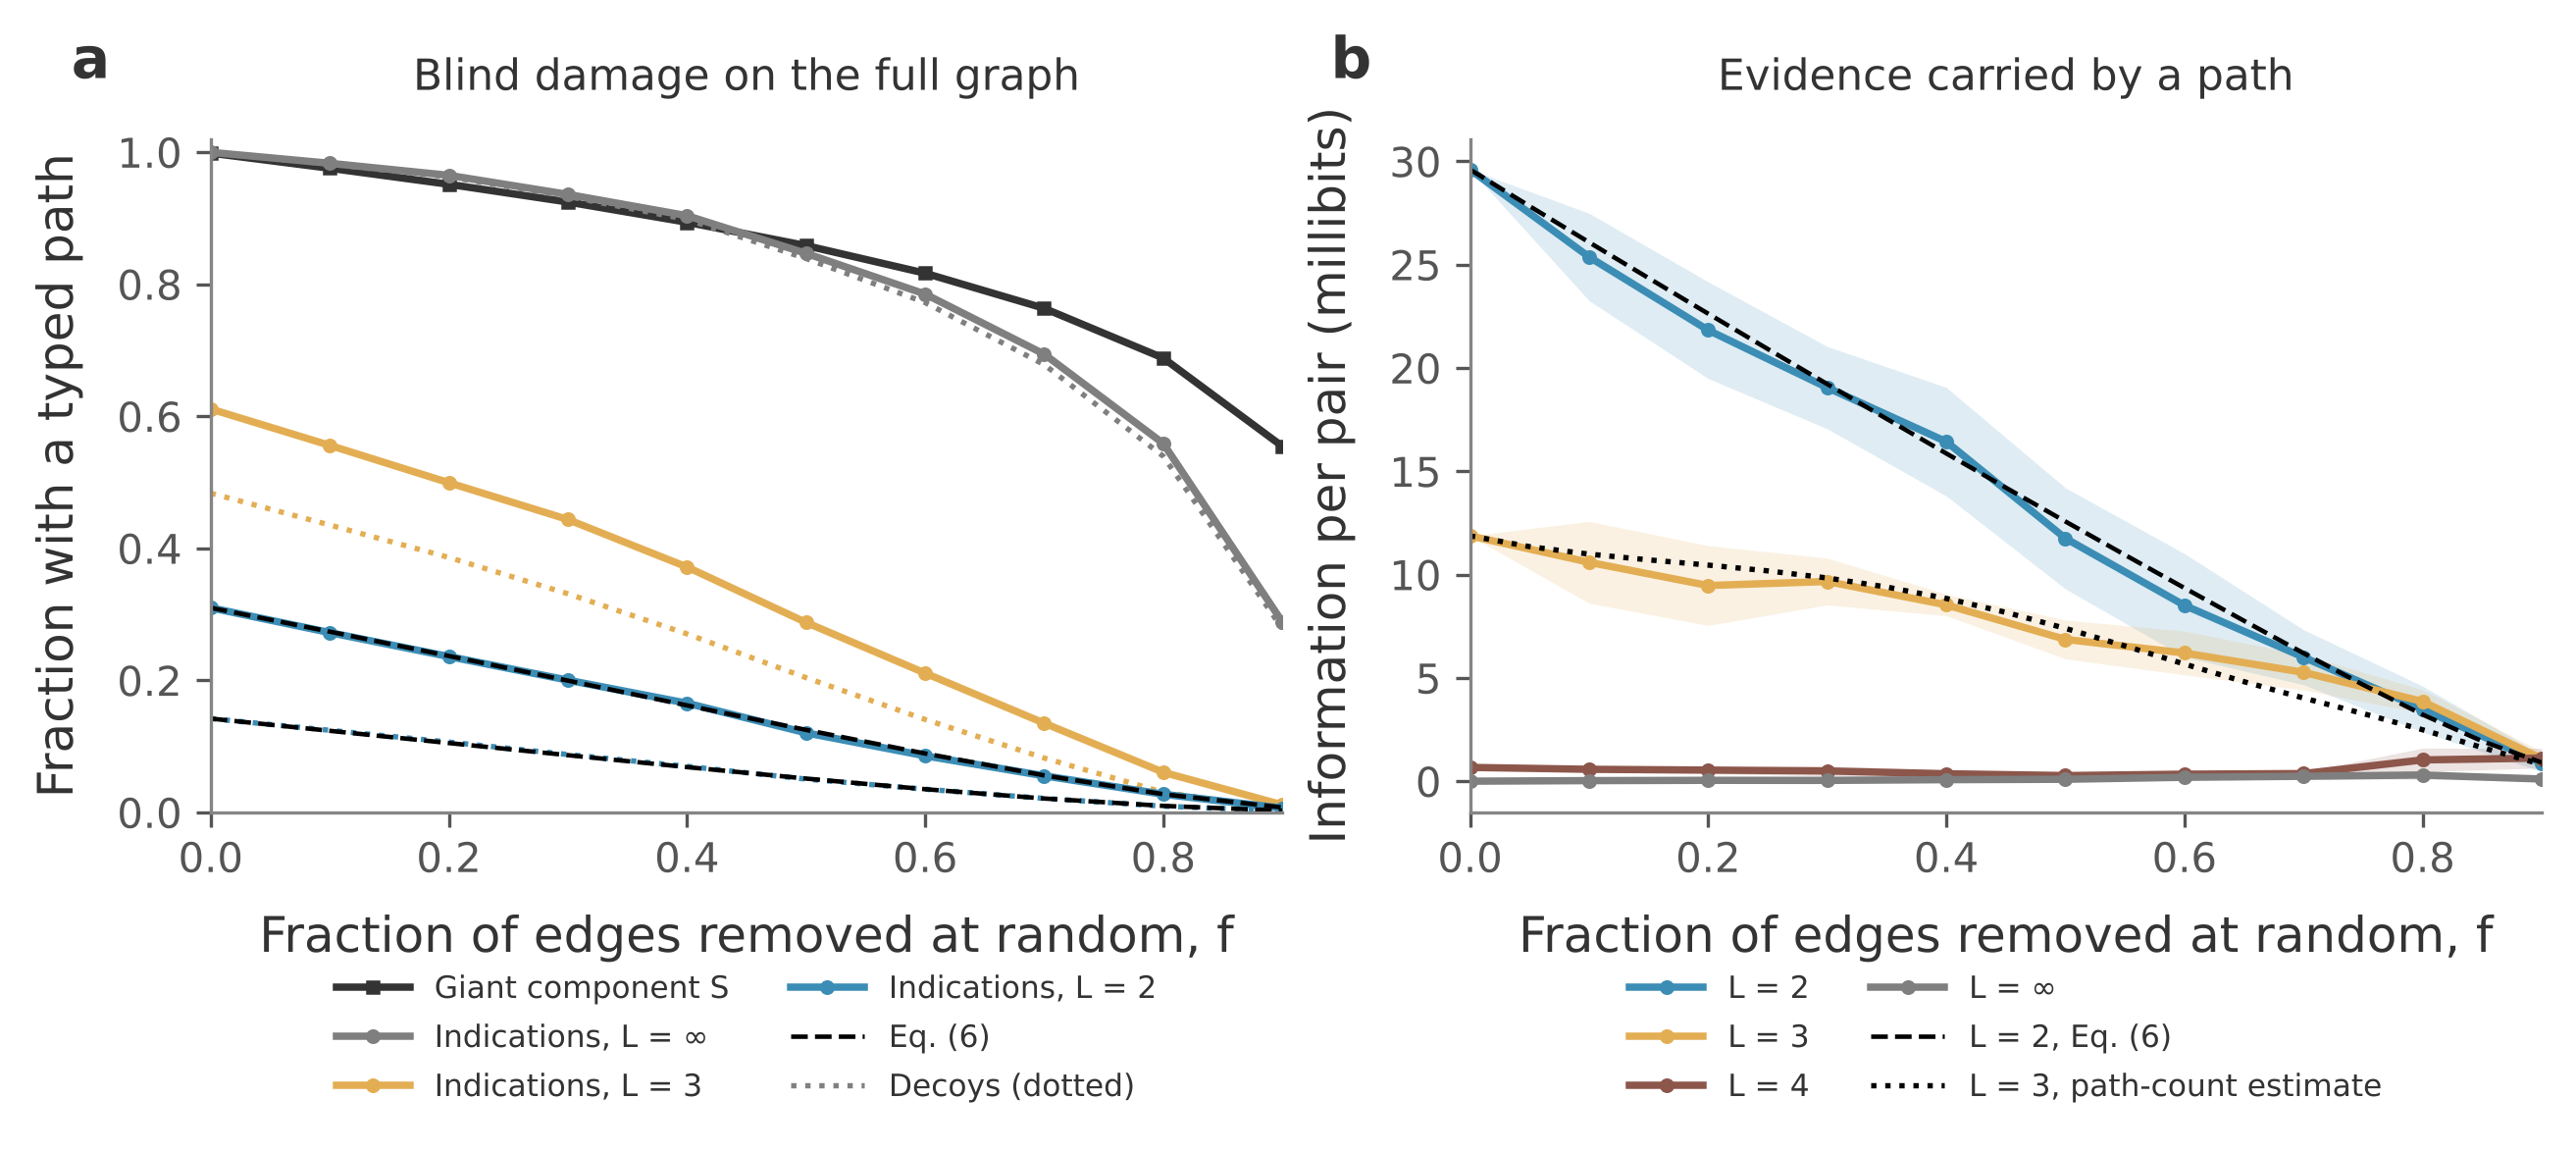 a
Blind damage on the full graph
Fraction with a typed path
1.0
0.8
0.6
0.4
0.2
0.0
0.0 0.2 0.4 0.6 0.8
Fraction of edges removed at random, f
Giant component S
Indications, L = ∞
Indications, L = 3
Indications, L = 2
Eq. (6)
Decoys (dotted)
b
Evidence carried by a path
Information per pair (millibits)
30
25
20
15
10
5
0
0.0 0.2 0.4 0.6 0.8
Fraction of edges removed at random, f
L = 2
L = 3
L = 4
L = ∞
L = 2, Eq. (6)
L = 3, path-count estimate